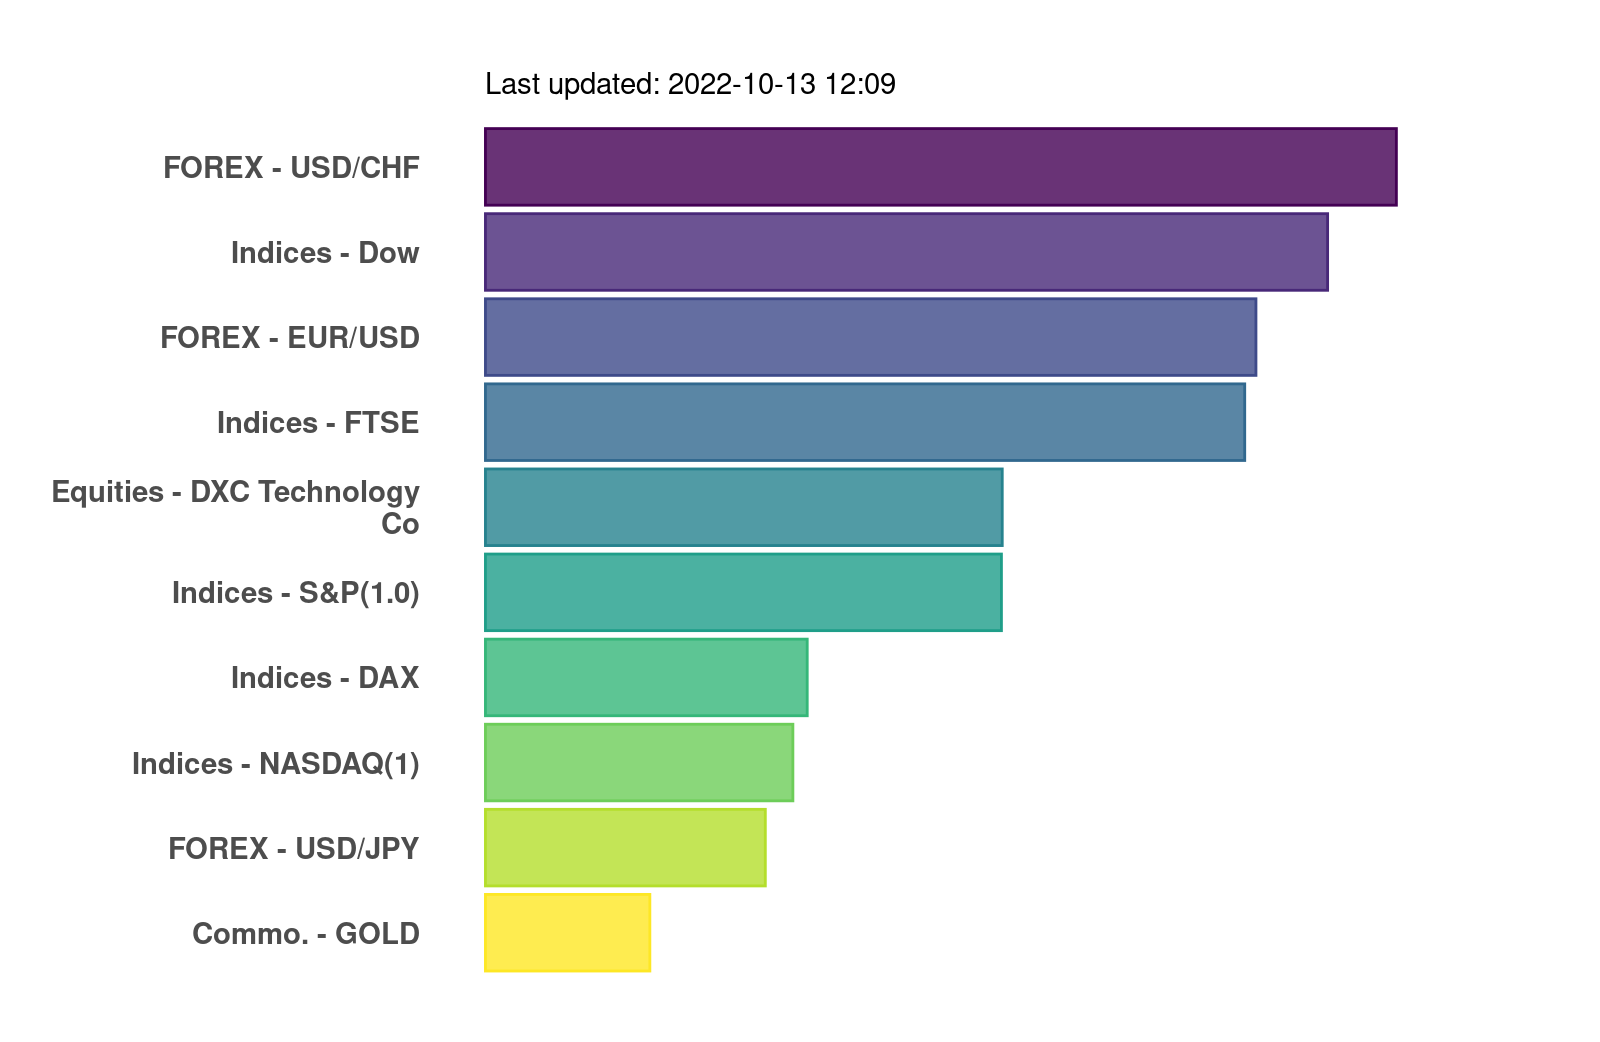 Last updated: 2022-10-13 12:09
FOREX - USD/CHF
Indices - Dow
FOREX - EUR/USD
Indices - FTSE
Equities - DXC Technology
Co
Indices - S&P(1.0)
Indices - DAX
Indices - NASDAQ(1)
FOREX - USD/JPY
Commo. - GOLD